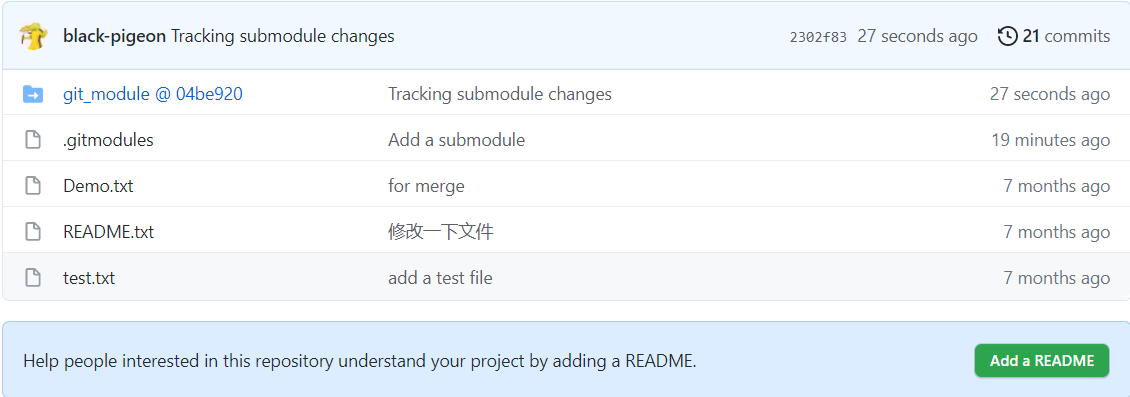 black-pigeon Tracking submodule changes 2302f83 27 seconds ago 21 commits
git_module @ 04be920 Tracking submodule changes 27 seconds ago
.gitmodules Add a submodule 19 minutes ago
Demo.txt for merge 7 months ago
README.txt 修改一下文件 7 months ago
test.txt add a test file 7 months ago
Help people interested in this repository understand your project by adding a README. Add a README